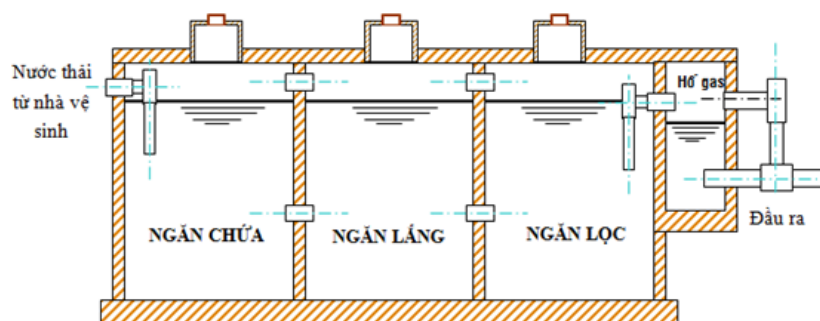 Nước thải
từ nhà vệ
sinh
Hố gas
NGĂN CHỨA
NGĂN LẮNG
NGĂN LỌC
Đầu ra